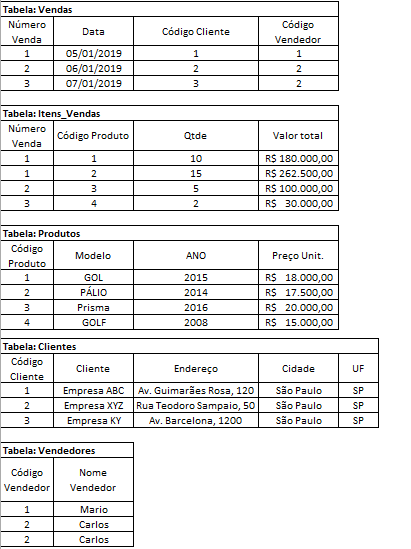 Tabela: Vendas
Número Venda Data Código Cliente Código Vendedor
1 05/01/2019 1 1
2 06/01/2019 2 2
3 07/01/2019 3 2
Tabela: Itens_Vendas
Número Venda Código Produto Qtde Valor total
1 1 10 R$ 180.000,00
1 2 15 R$ 262.500,00
2 3 5 R$ 100.000,00
3 4 2 R$ 30.000,00
Tabela: Produtos
Código Produto Modelo ANO Preço Unit.
1 GOL 2015 R$ 18.000,00
2 PÁLIO 2014 R$ 17.500,00
3 Prisma 2016 R$ 20.000,00
4 GOLF 2008 R$ 15.000,00
Tabela: Clientes
Código Cliente Cliente Endereço Cidade UF
1 Empresa ABC Av. Guimarães Rosa, 120 São Paulo SP
2 Empresa XYZ Rua Teodoro Sampaio, 50 São Paulo SP
3 Empresa KY Av. Barcelona, 1200 São Paulo SP
Tabela: Vendedores
Código Vendedor Nome Vendedor
1 Mario
2 Carlos
2 Carlos